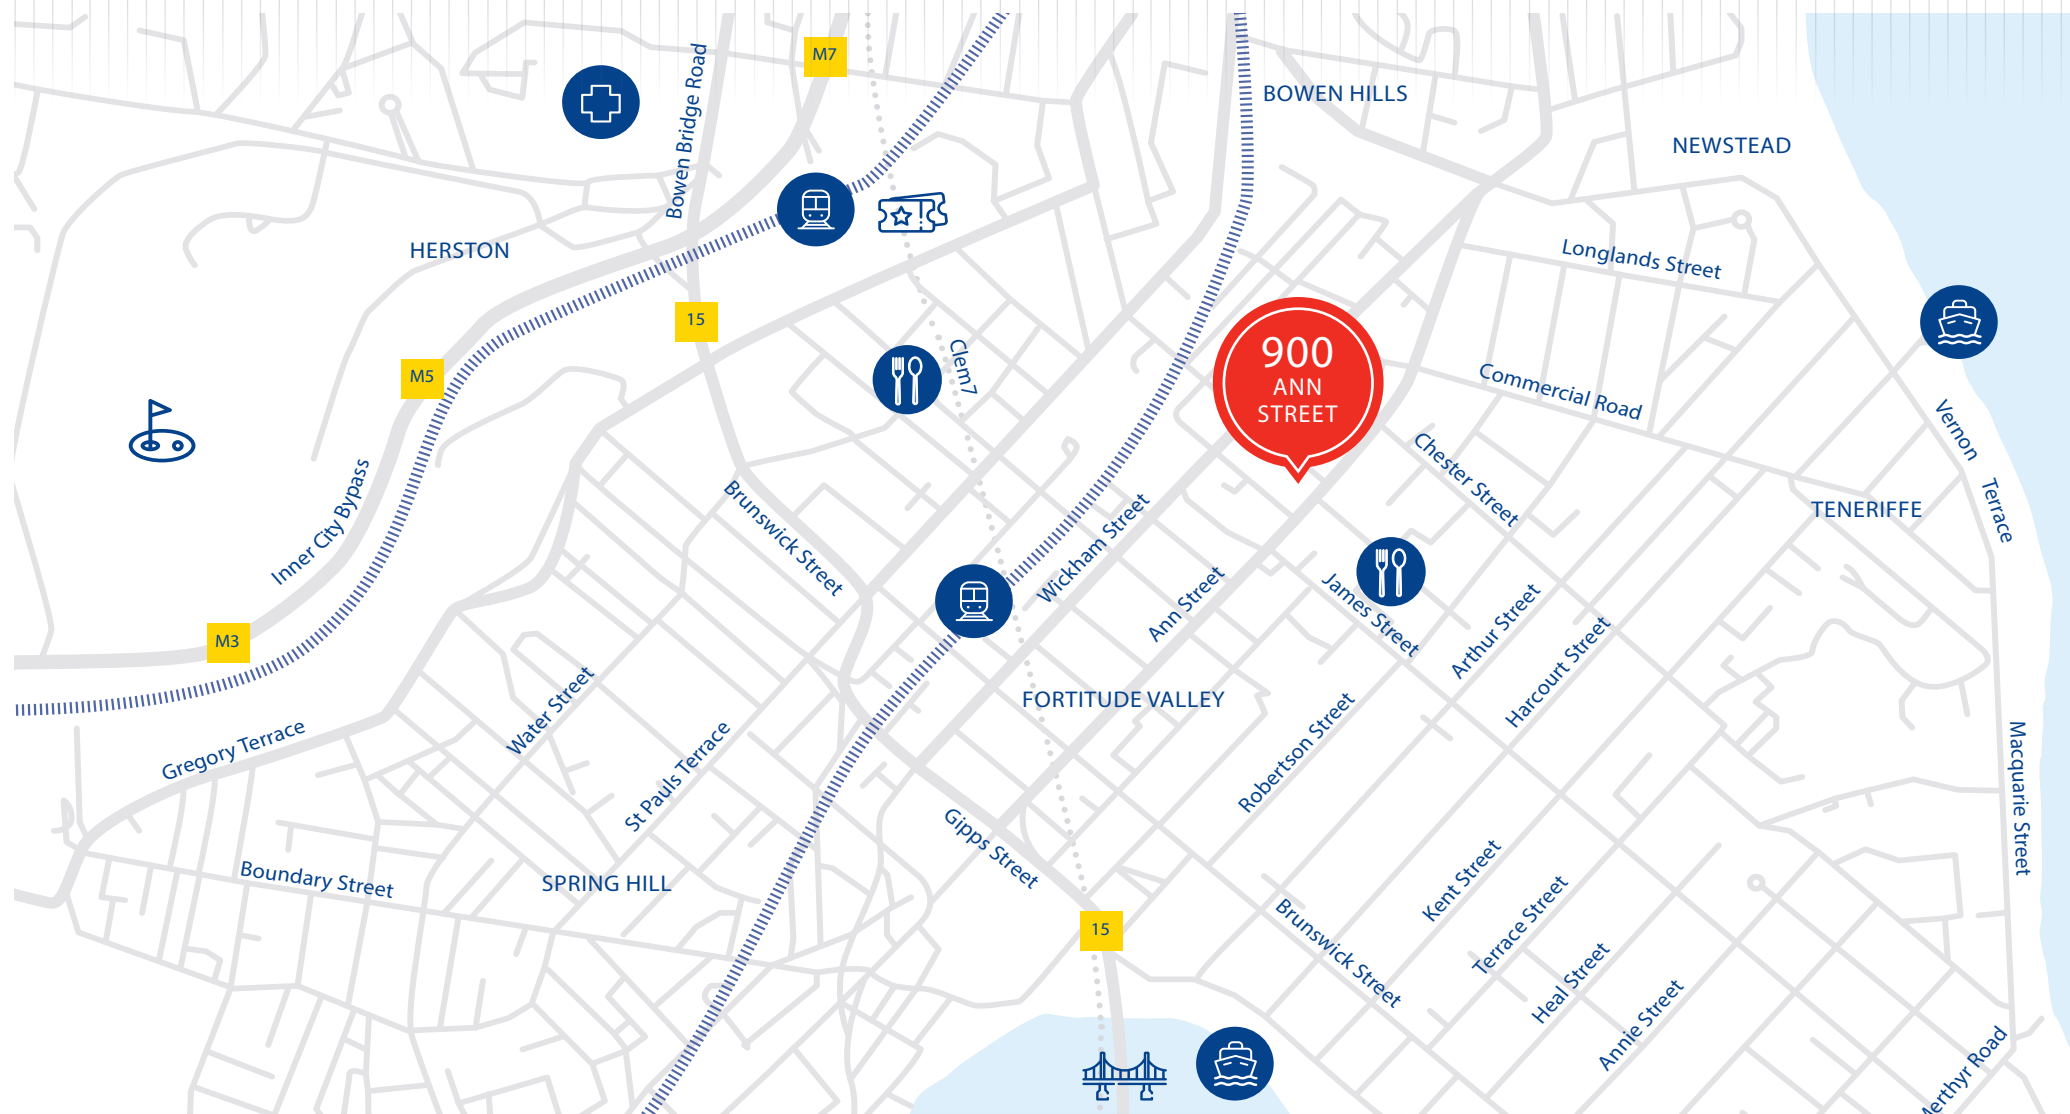 M7
BOWEN HILLS
Bowen Bridge Road
NEWSTEAD
HERSTON
Longlands Street
15
900
ANN
STREET
Clem7
M5
Commercial Road
Vernon
Terrace
Chester Street
TENERIFFE
Inner City Bypass
Brunswick Street
Wickham Street
Ann Street
James Street
Arthur Street
Harcourt Street
M3
FORTITUDE VALLEY
Water Street
Robertson Street
Gregory Terrace
St Pauls Terrace
Macquarie Street
Gipps Street
Boundary Street
SPRING HILL
Kent Street
Terrace Street
15
Brunswick Street
Heal Street
Annie Street
Merthyr Road